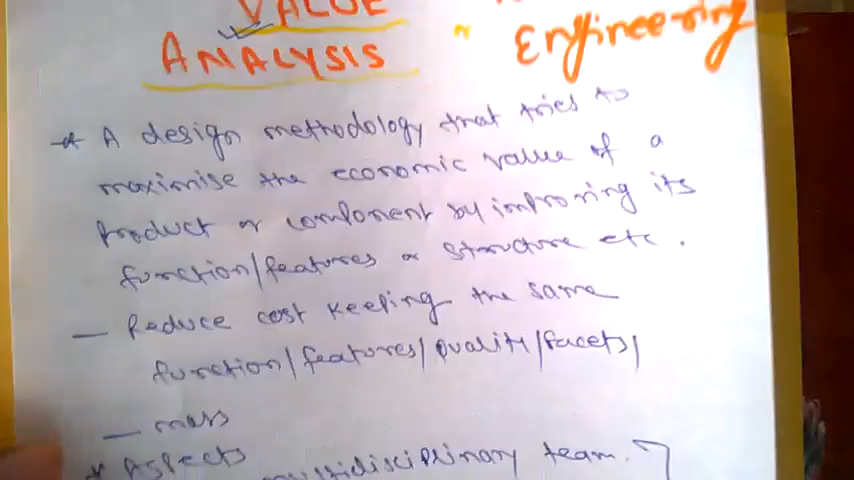 VALUE
ANALYSIS ~ Engineering
* A design methodology that tries to
maximise the economic value of a
Product or component by improving its
function/features or structure etc.
— Reduce cost keeping the same
function/features/quality/facets/
— mass
* Aspects
multidisciplinary team.